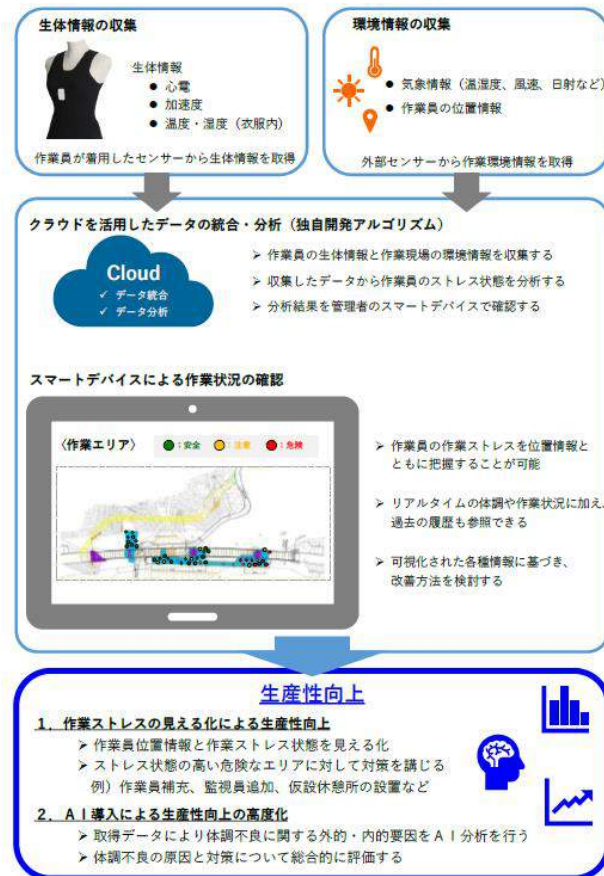 生体情報の収集
生体情報
● 心電
● 加速度
● 温度・湿度（衣服内）
作業員が着用したセンサーから生体情報を取得
環境情報の収集
● 気象情報（温湿度、風速、日射など）
● 作業員の位置情報
外部センサーから作業環境情報を取得
クラウドを活用したデータの統合・分析（独自開発アルゴリズム）
Cloud
✓ データ統合
✓ データ分析
➢ 作業員の生体情報と作業現場の環境情報を収集する
➢ 収集したデータから作業員のストレス状態を分析する
➢ 分析結果を管理者のスマートデバイスで確認する
スマートデバイスによる作業状況の確認
〈作業エリア〉 ：安全 ：注意 ：危険
➢ 作業員の作業ストレスを位置情報と
ともに把握することが可能
➢ リアルタイムの体調や作業状況に加え、
過去の履歴も参照できる
➢ 可視化された各種情報に基づき、
改善方法を検討する
生産性向上
1．作業ストレスの見える化による生産性向上
➢ 作業員位置情報と作業ストレス状態を見える化
➢ ストレス状態の高い危険なエリアに対して対策を講じる
例）作業員補充、監視員追加、仮設休憩所の設置など
2．ＡＩ導入による生産性向上の高度化
➢ 取得データにより体調不良に関する外的・内的要因をＡＩ分析を行う
➢ 体調不良の原因と対策について総合的に評価する